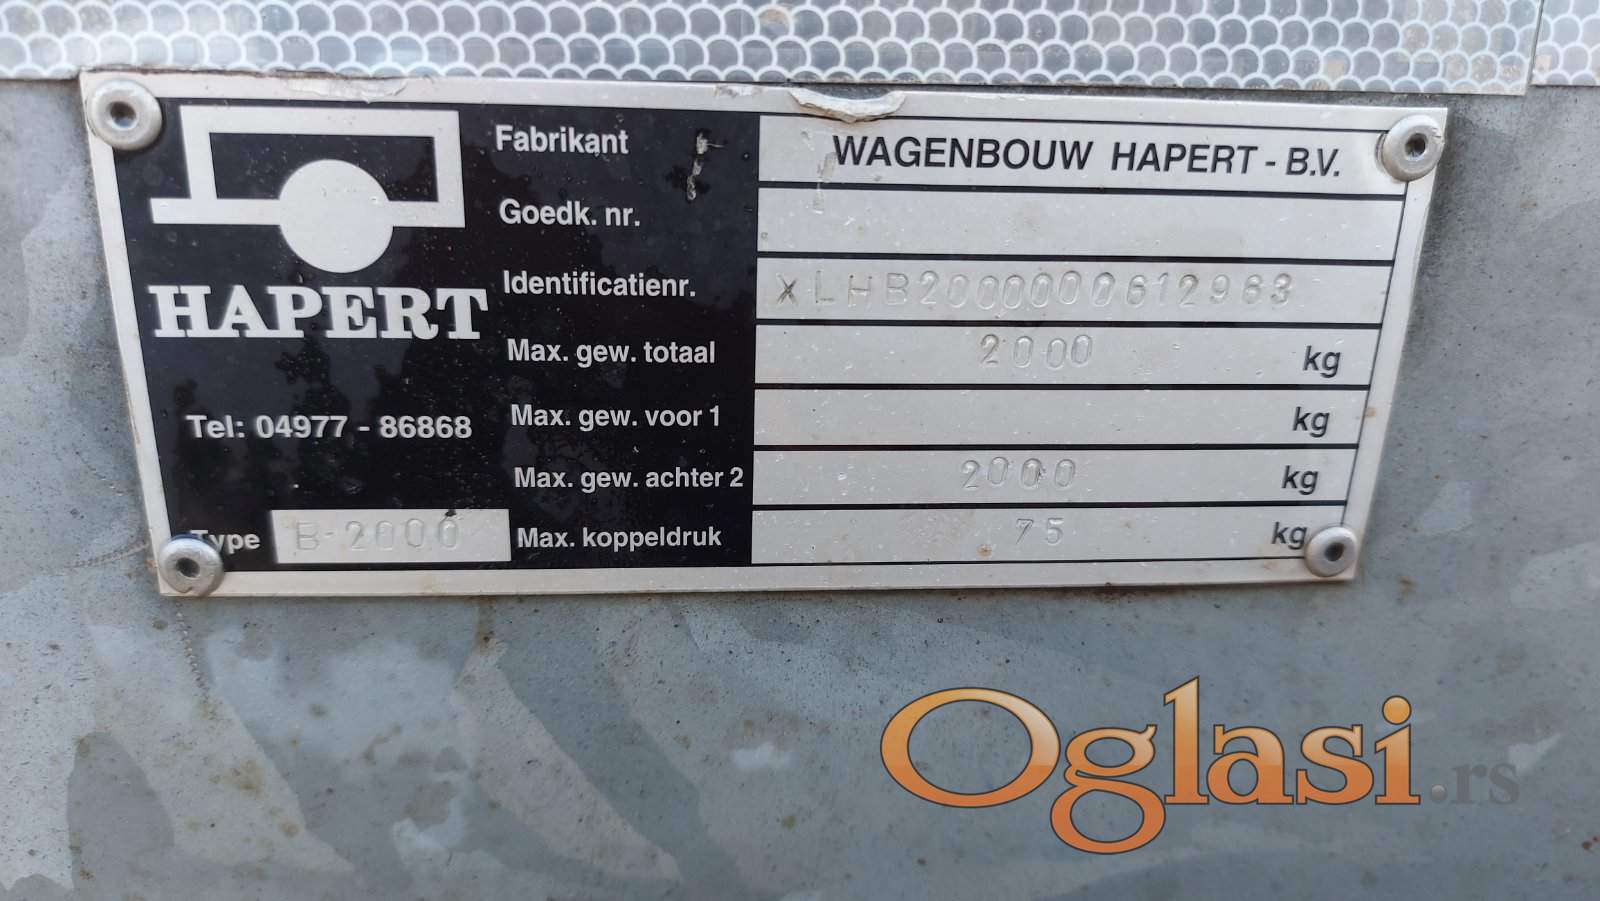 HAPERT
Tel: 04977 - 86868
Type B-2000
Fabrikant WAGENBOUW HAPERT - B.V.
Goedk. nr.
Identificatienr. XLHB2000000612963
Max. gew. totaal 2000 kg
Max. gew. voor 1 kg
Max. gew. achter 2 2000 kg
Max. koppeldruk 75 kg
Oglasi.rs